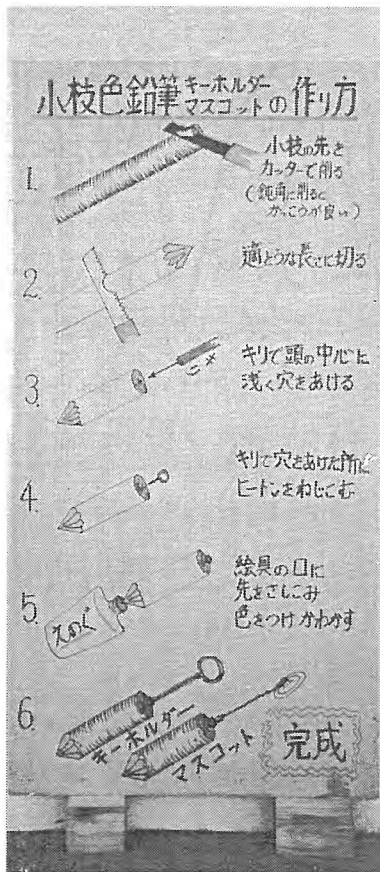 小枝色鉛筆キーホルダーマスコットの作り方
1.
小枝の先を
カッターで削る
(鈍角に削ると
かっこうが良い)
2.
適とうな長さに切る
3.
キリで頭の中心に
浅く穴をあける
4.
キリで穴をあけた所に
ヒートンをねじこむ
5.
えのぐ
絵具の口に
先をさしこみ
色をつけかわかす
6.
キーホルダー
マスコット
完成